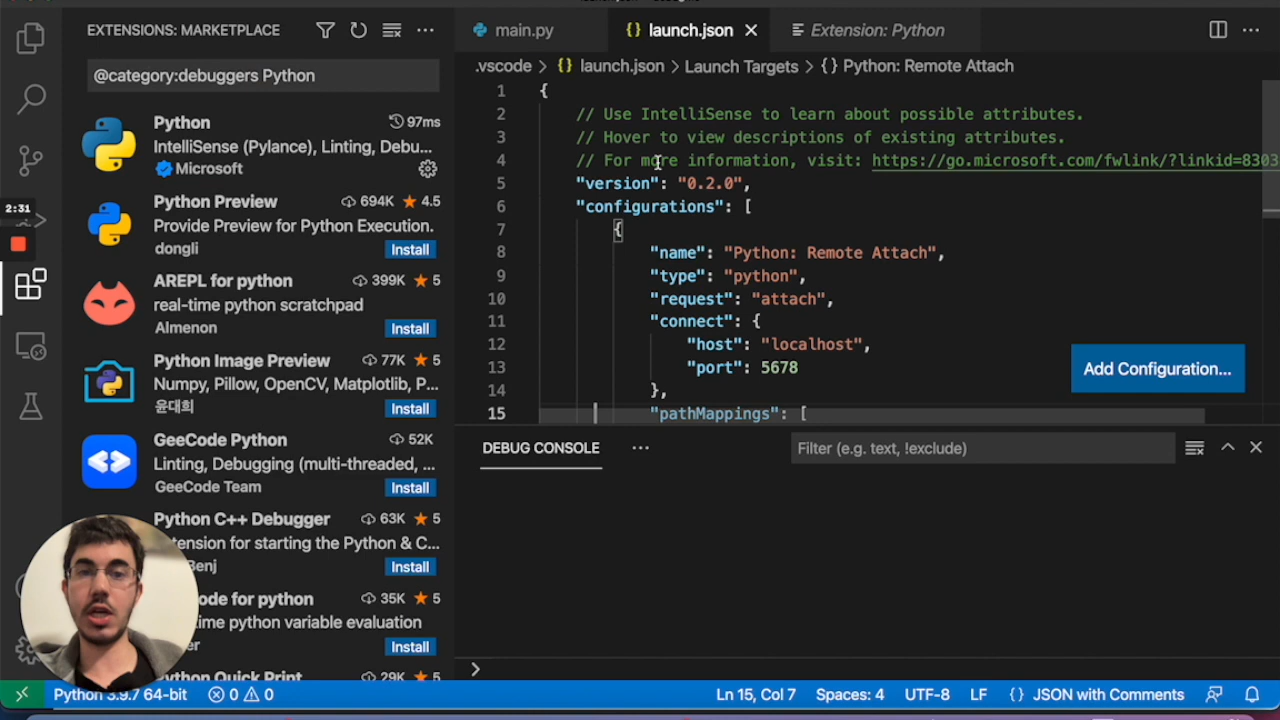 EXTENSIONS: MARKETPLACE
@category:debuggers Python
Python 97ms
IntelliSense (Pylance), Linting, Debu...
Microsoft
Python Preview 694K 4.5
Provide Preview for Python Execution.
dongli Install
AREPL for python 399K 5
real-time python scratchpad
Almenon Install
Python Image Preview 77K 5
Numpy, Pillow, OpenCV, Matplotlib, P...
윤대희 Install
GeeCode Python 52K
Linting, Debugging (multi-threaded, ...
GeeCode Team Install
Python C++ Debugger 63K 5
tension for starting the Python & C...
Benj Install
ode for python 35K 5
time python variable evaluation
Install
Python Quick Print 29K 5
2:31
main.py launch.json Extension: Python
.vscode > {} launch.json > Launch Targets > {} Python: Remote Attach
1 {
2 // Use IntelliSense to learn about possible attributes.
3 // Hover to view descriptions of existing attributes.
4 // For more information, visit: https://go.microsoft.com/fwlink/?linkid=8303
5 "version": "0.2.0",
6 "configurations": [
7 {
8 "name": "Python: Remote Attach",
9 "type": "python",
10 "request": "attach",
11 "connect": {
12 "host": "localhost",
13 "port": 5678
14 },
15 "pathMappings": [
Add Configuration...
DEBUG CONSOLE ... Filter (e.g. text, !exclude)
>
Python 3.9.7 64-bit 0 0 Ln 15, Col 7 Spaces: 4 UTF-8 LF {} JSON with Comments